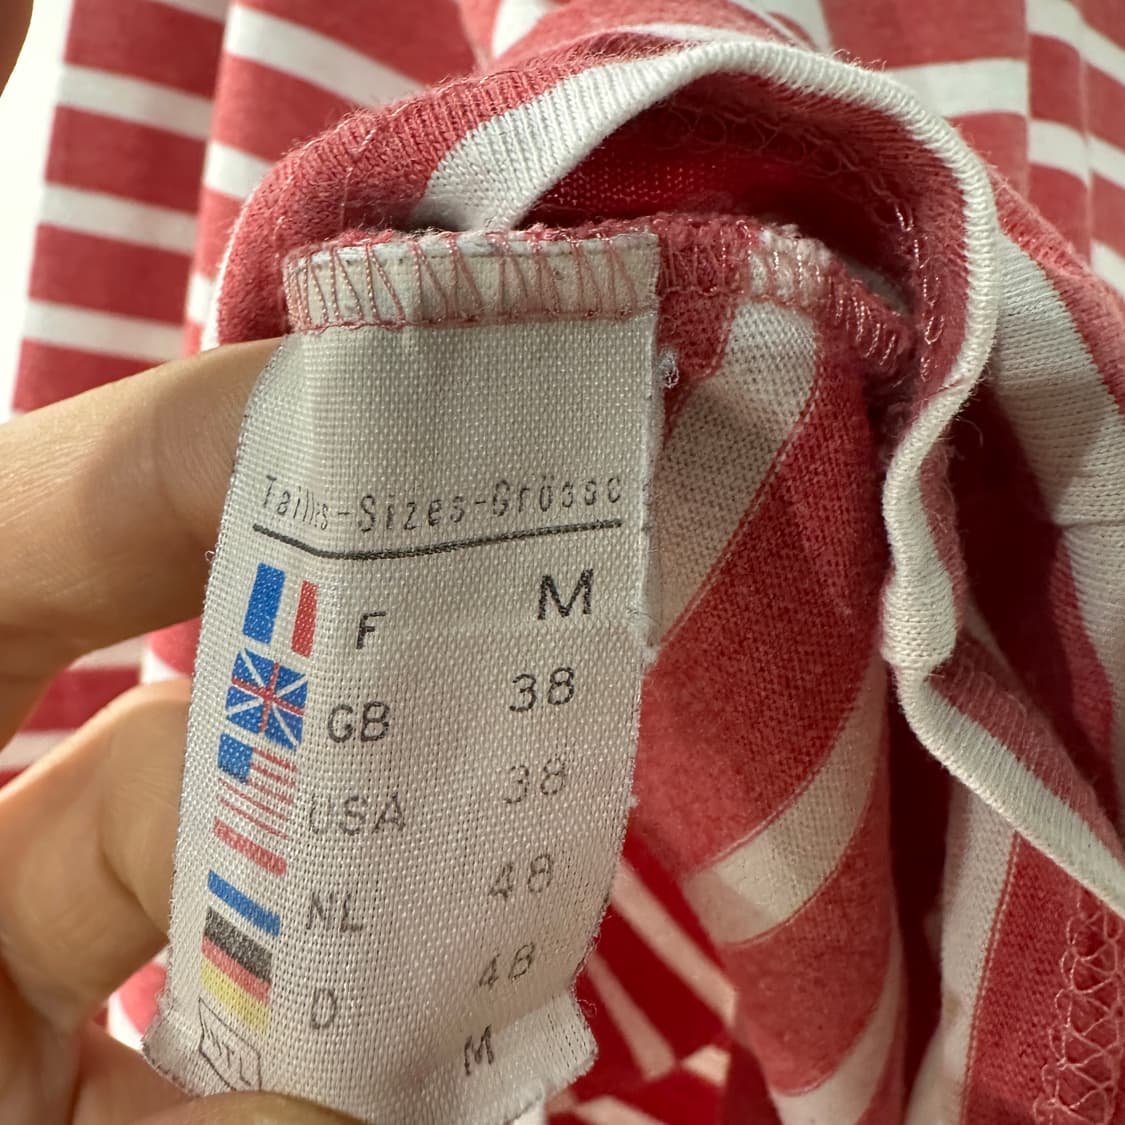 Tailles-Sizes-Grösse
F M
GB 38
USA 38
NL 48
D 48
M